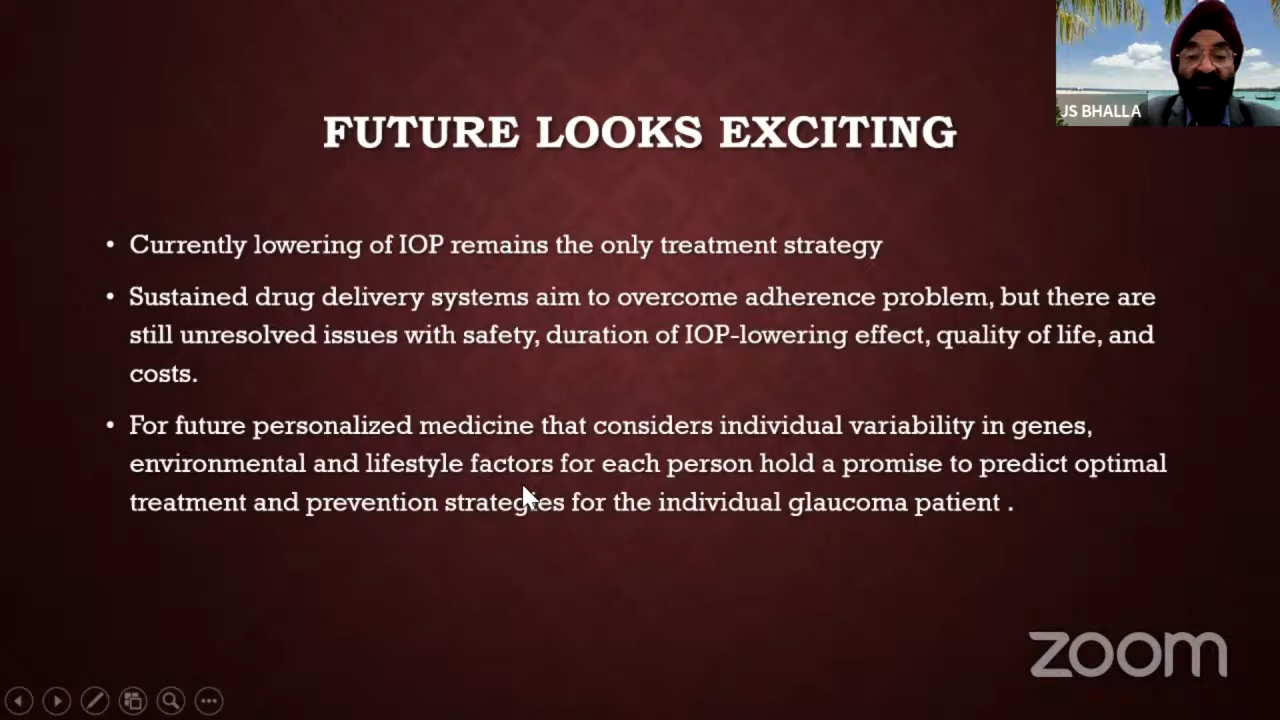 JS BHALLA
FUTURE LOOKS EXCITING
• Currently lowering of IOP remains the only treatment strategy
• Sustained drug delivery systems aim to overcome adherence problem, but there are
still unresolved issues with safety, duration of IOP-lowering effect, quality of life, and
costs.
• For future personalized medicine that considers individual variability in genes,
environmental and lifestyle factors for each person hold a promise to predict optimal
treatment and prevention strategies for the individual glaucoma patient .
zoom